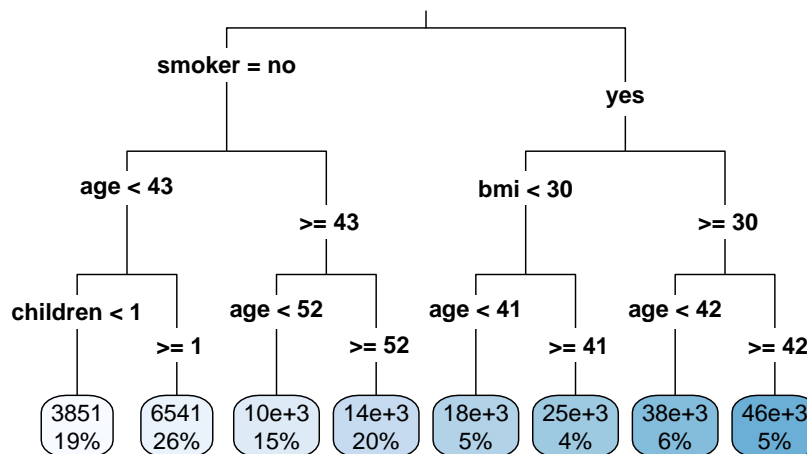 smoker = no
yes
age < 43
bmi < 30
>= 43
>= 30
children < 1
age < 52
age < 41
age < 42
>= 1
>= 52
>= 41
>= 42
3851
19%
6541
26%
10e+3
15%
14e+3
20%
18e+3
5%
25e+3
4%
38e+3
6%
46e+3
5%